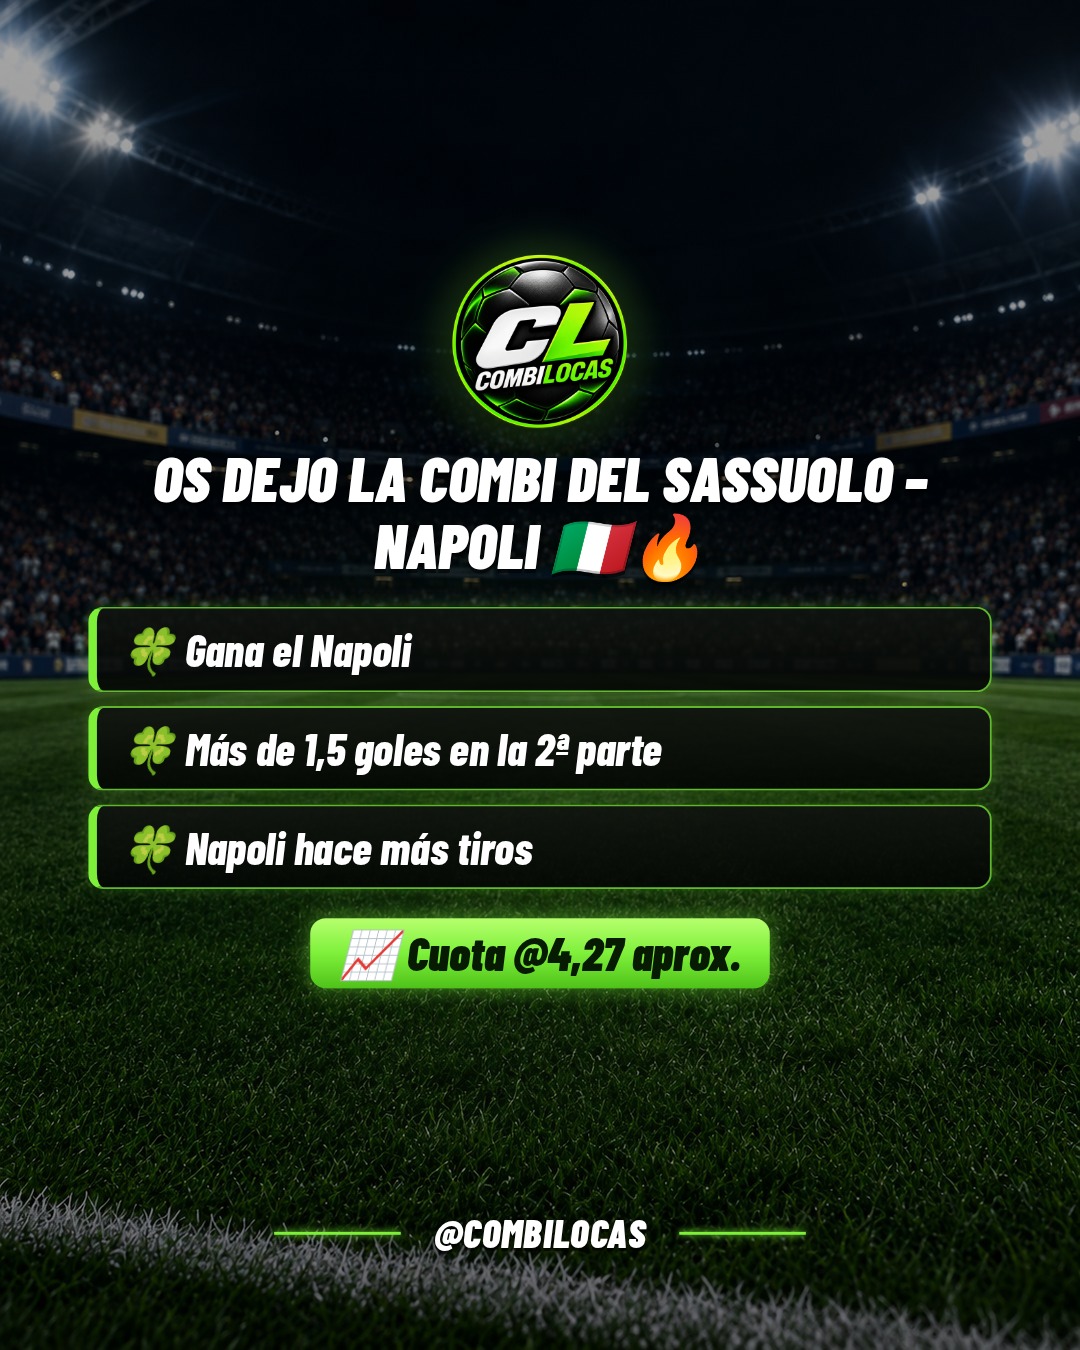 CL
COMBILOCAS
OS DEJO LA COMBI DEL SASSUOLO -
NAPOLI 🇮🇹🔥
🍀 Gana el Napoli
🍀 Más de 1,5 goles en la 2ª parte
🍀 Napoli hace más tiros
📈 Cuota @4,27 aprox.
@COMBILOCAS